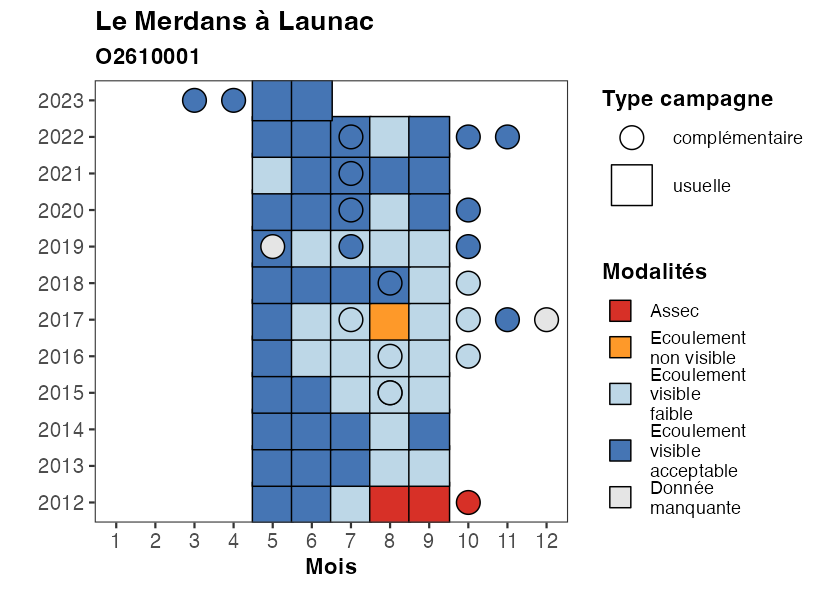 Le Merdans à Launac
O2610001
2023
2022
2021
2020
2019
2018
2017
2016
2015
2014
2013
2012
1 2 3 4 5 6 7 8 9 10 11 12
Mois
Type campagne
complémentaire
usuelle
Modalités
Assec
Ecoulement
non visible
Ecoulement
visible
faible
Ecoulement
visible
acceptable
Donnée
manquante